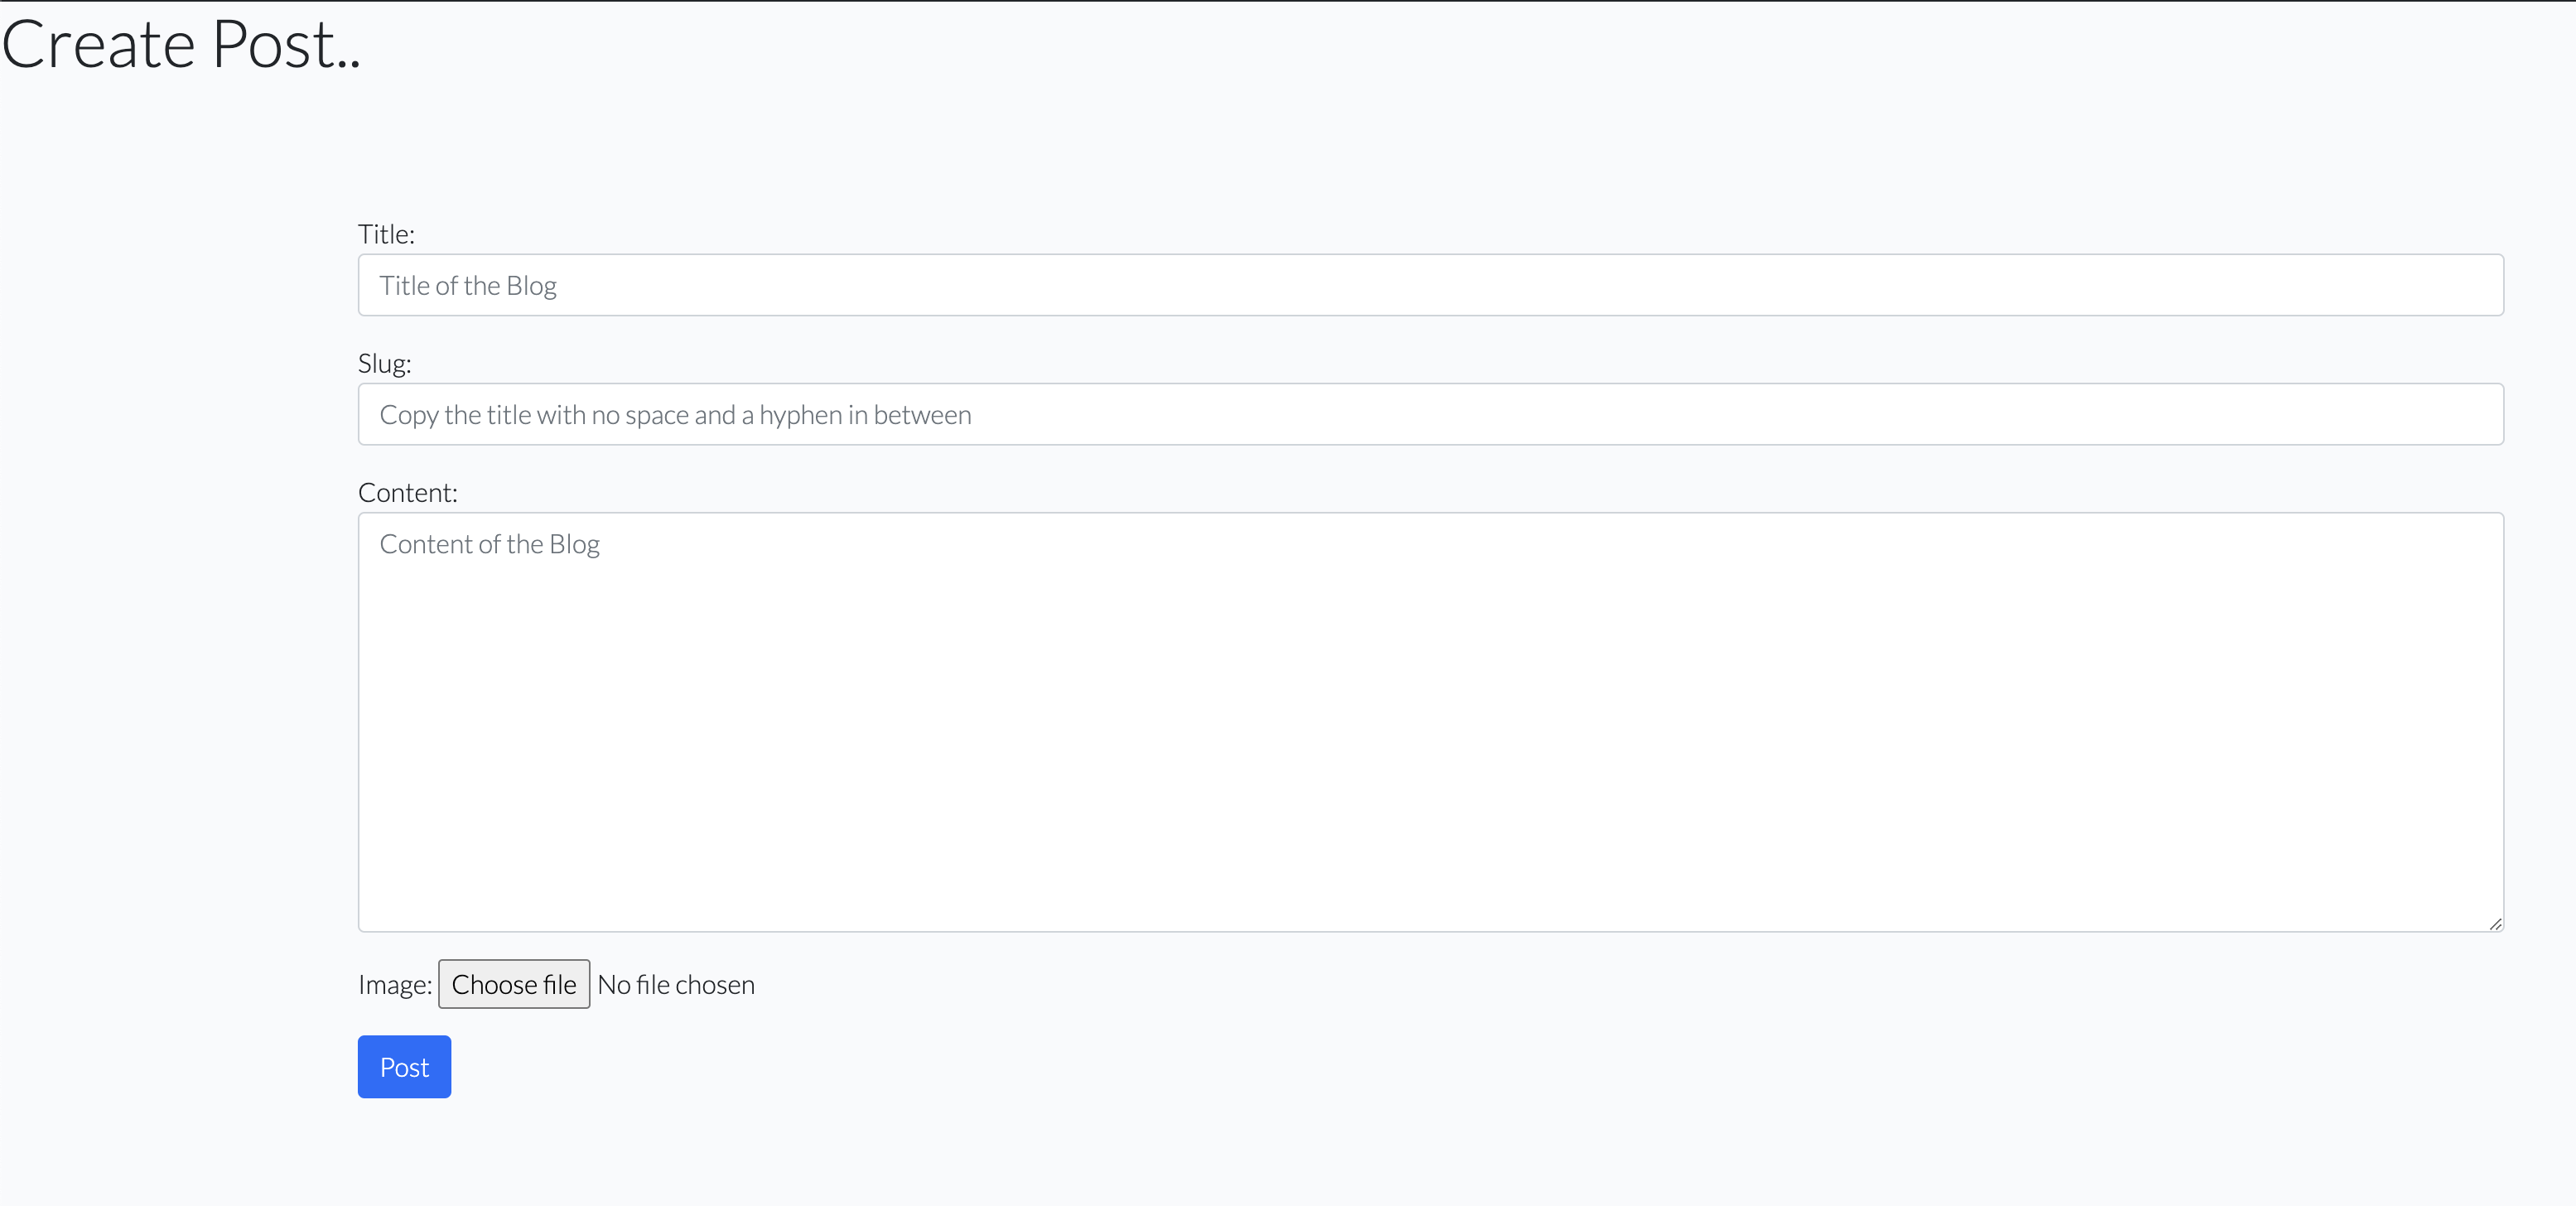 Create Post..
Title:
Title of the Blog
Slug:
Copy the title with no space and a hyphen in between
Content:
Content of the Blog
Image: Choose file No file chosen
Post